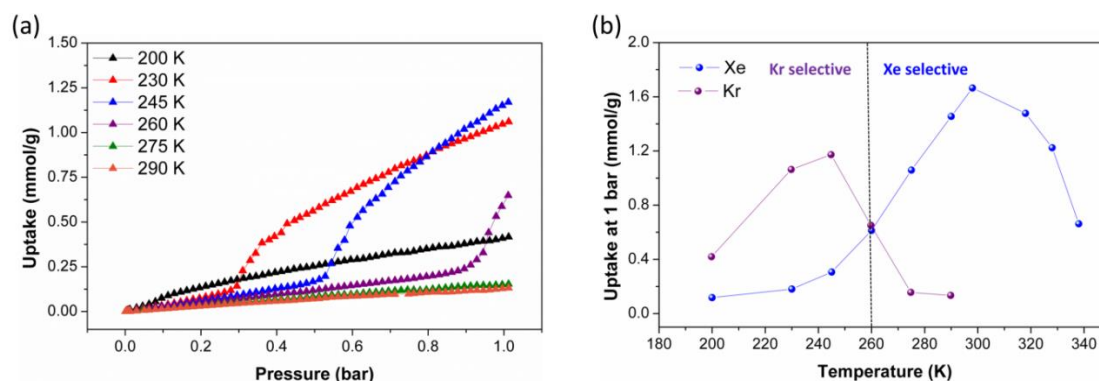 (a)
1.50
1.25
1.00
0.75
0.50
0.25
0.00
Uptake (mmol/g)
200 K
230 K
245 K
260 K
275 K
290 K
0.0 0.2 0.4 0.6 0.8 1.0
Pressure (bar)
(b)
2.0
1.6
1.2
0.8
0.4
0.0
Uptake at 1 bar (mmol/g)
Xe
Kr
Kr selective
Xe selective
180 200 220 240 260 280 300 320 340
Temperature (K)